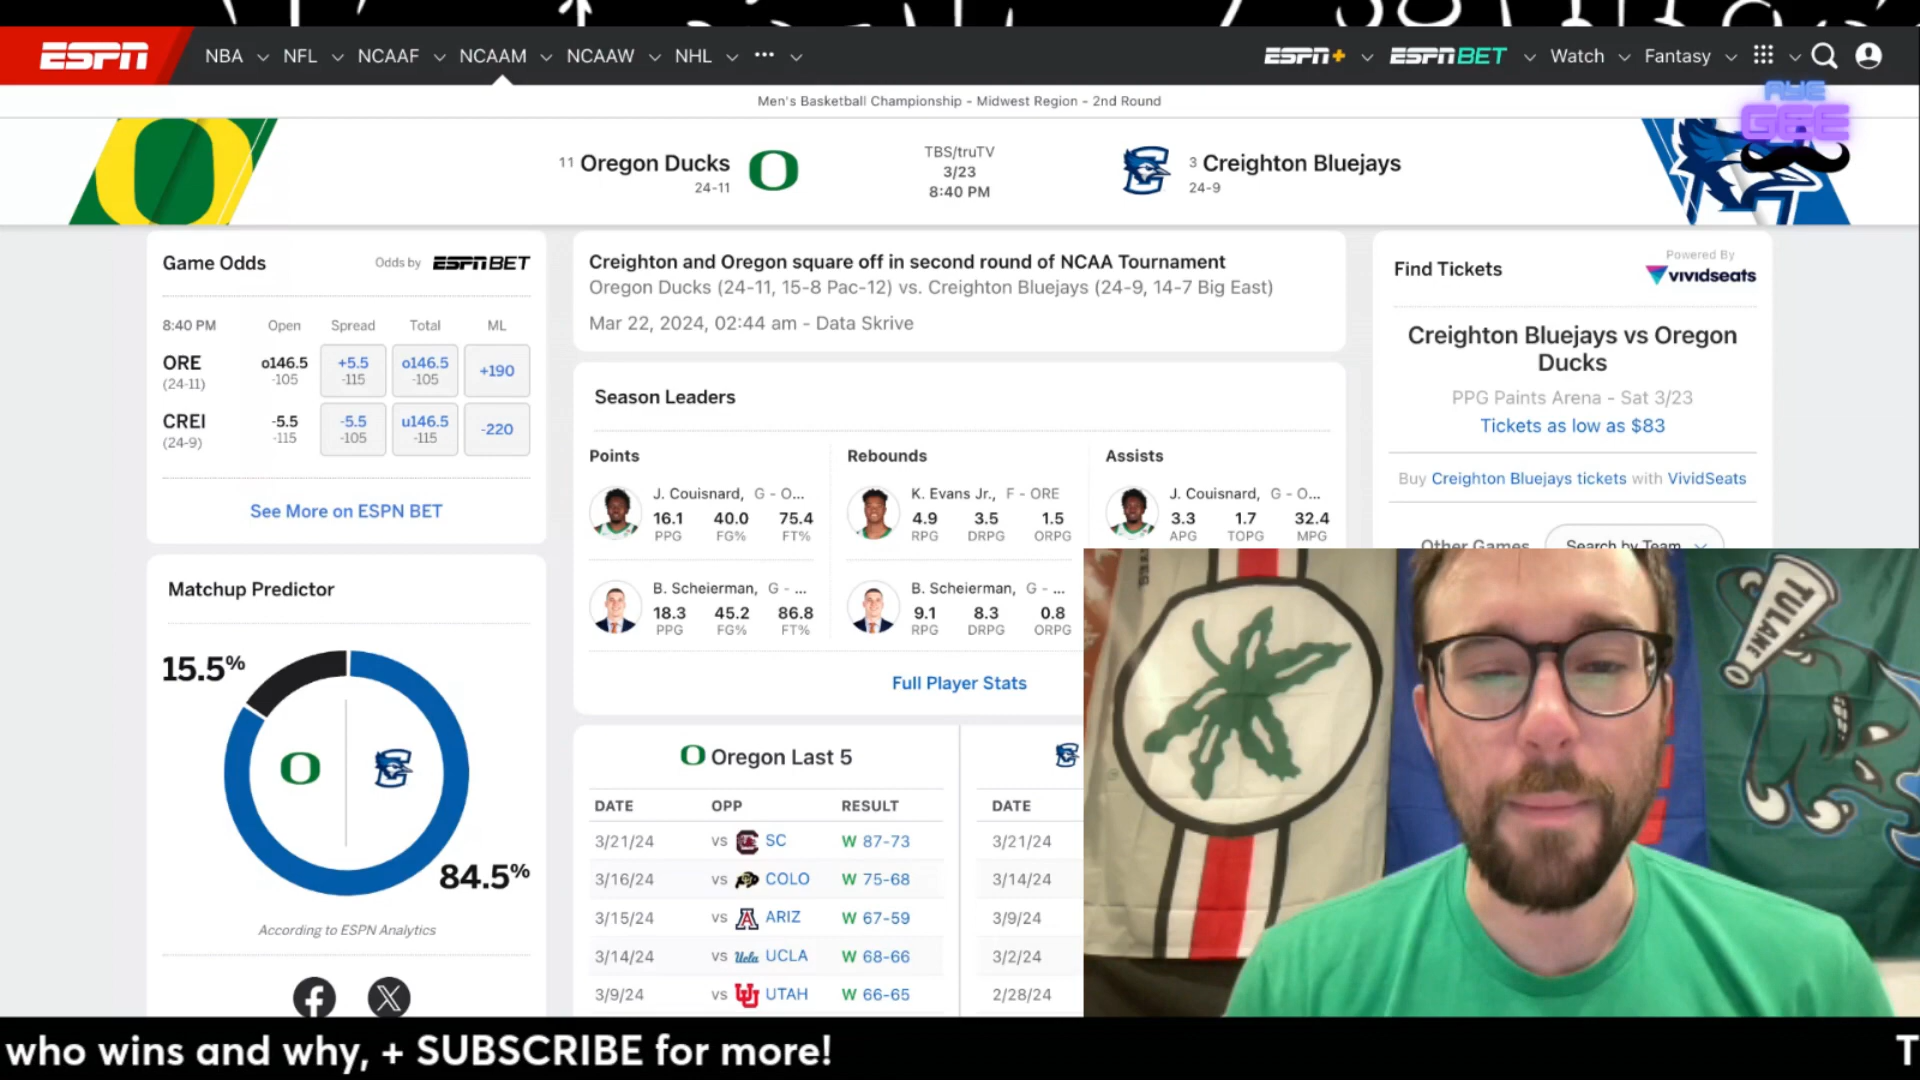 ESPN NBA NFL NCAAF NCAAM NCAAW NHL ••• ESPN+ ESPN BET Watch Fantasy
AYE
GEE
Men's Basketball Championship - Midwest Region - 2nd Round
11 Oregon Ducks
24-11
TBS/truTV
3/23
8:40 PM
3 Creighton Bluejays
24-9
Game Odds
Odds by ESPN BET
8:40 PM Open Spread Total ML
ORE o146.5 +5.5 o146.5 +190
(24-11) -105 -115 -105
CREI -5.5 -5.5 u146.5 -220
(24-9) -115 -105 -115
See More on ESPN BET
Matchup Predictor
15.5%
84.5%
According to ESPN Analytics
Creighton and Oregon square off in second round of NCAA Tournament
Oregon Ducks (24-11, 15-8 Pac-12) vs. Creighton Bluejays (24-9, 14-7 Big East)
Mar 22, 2024, 02:44 am - Data Skrive
Season Leaders
Points Rebounds Assists
J. Couisnard, G - O... K. Evans Jr., F - ORE J. Couisnard, G - O...
16.1 40.0 75.4 4.9 3.5 1.5 3.3 1.7 32.4
PPG FG% FT% RPG DRPG ORPG APG TOPG MPG
B. Scheierman, G - ... B. Scheierman, G - ...
18.3 45.2 86.8 9.1 8.3 0.8
PPG FG% FT% RPG DRPG ORPG
Full Player Stats
Oregon Last 5
DATE OPP RESULT DATE
3/21/24 vs SC W 87-73 3/21/24
3/16/24 vs COLO W 75-68 3/14/24
3/15/24 vs ARIZ W 67-59 3/9/24
3/14/24 vs UCLA W 68-66 3/2/24
3/9/24 vs UTAH W 66-65 2/28/24
Find Tickets
Powered By
vividseats
Creighton Bluejays vs Oregon
Ducks
PPG Paints Arena - Sat 3/23
Tickets as low as $83
Buy Creighton Bluejays tickets with VividSeats
Other Games Search by Team
TULANE
who wins and why, + SUBSCRIBE for more! T